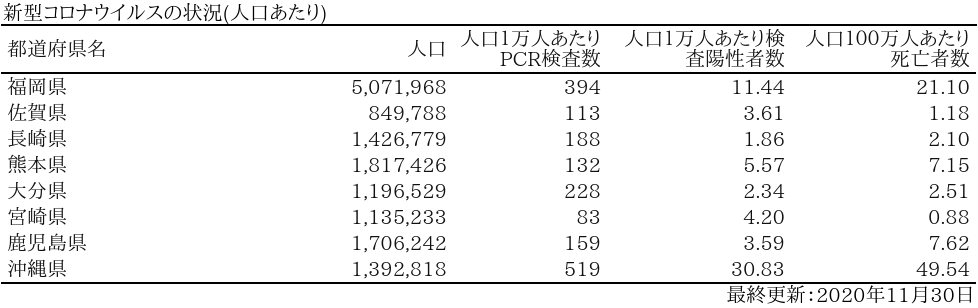 新型コロナウイルスの状況(人口あたり)
都道府県名 人口 人口1万人あたりPCR検査数 人口1万人あたり検査陽性者数 人口100万人あたり死亡者数
福岡県 5,071,968 394 11.44 21.10
佐賀県 849,788 113 3.61 1.18
長崎県 1,426,779 188 1.86 2.10
熊本県 1,817,426 132 5.57 7.15
大分県 1,196,529 228 2.34 2.51
宮崎県 1,135,233 83 4.20 0.88
鹿児島県 1,706,242 159 3.59 7.62
沖縄県 1,392,818 519 30.83 49.54
最終更新:2020年11月30日